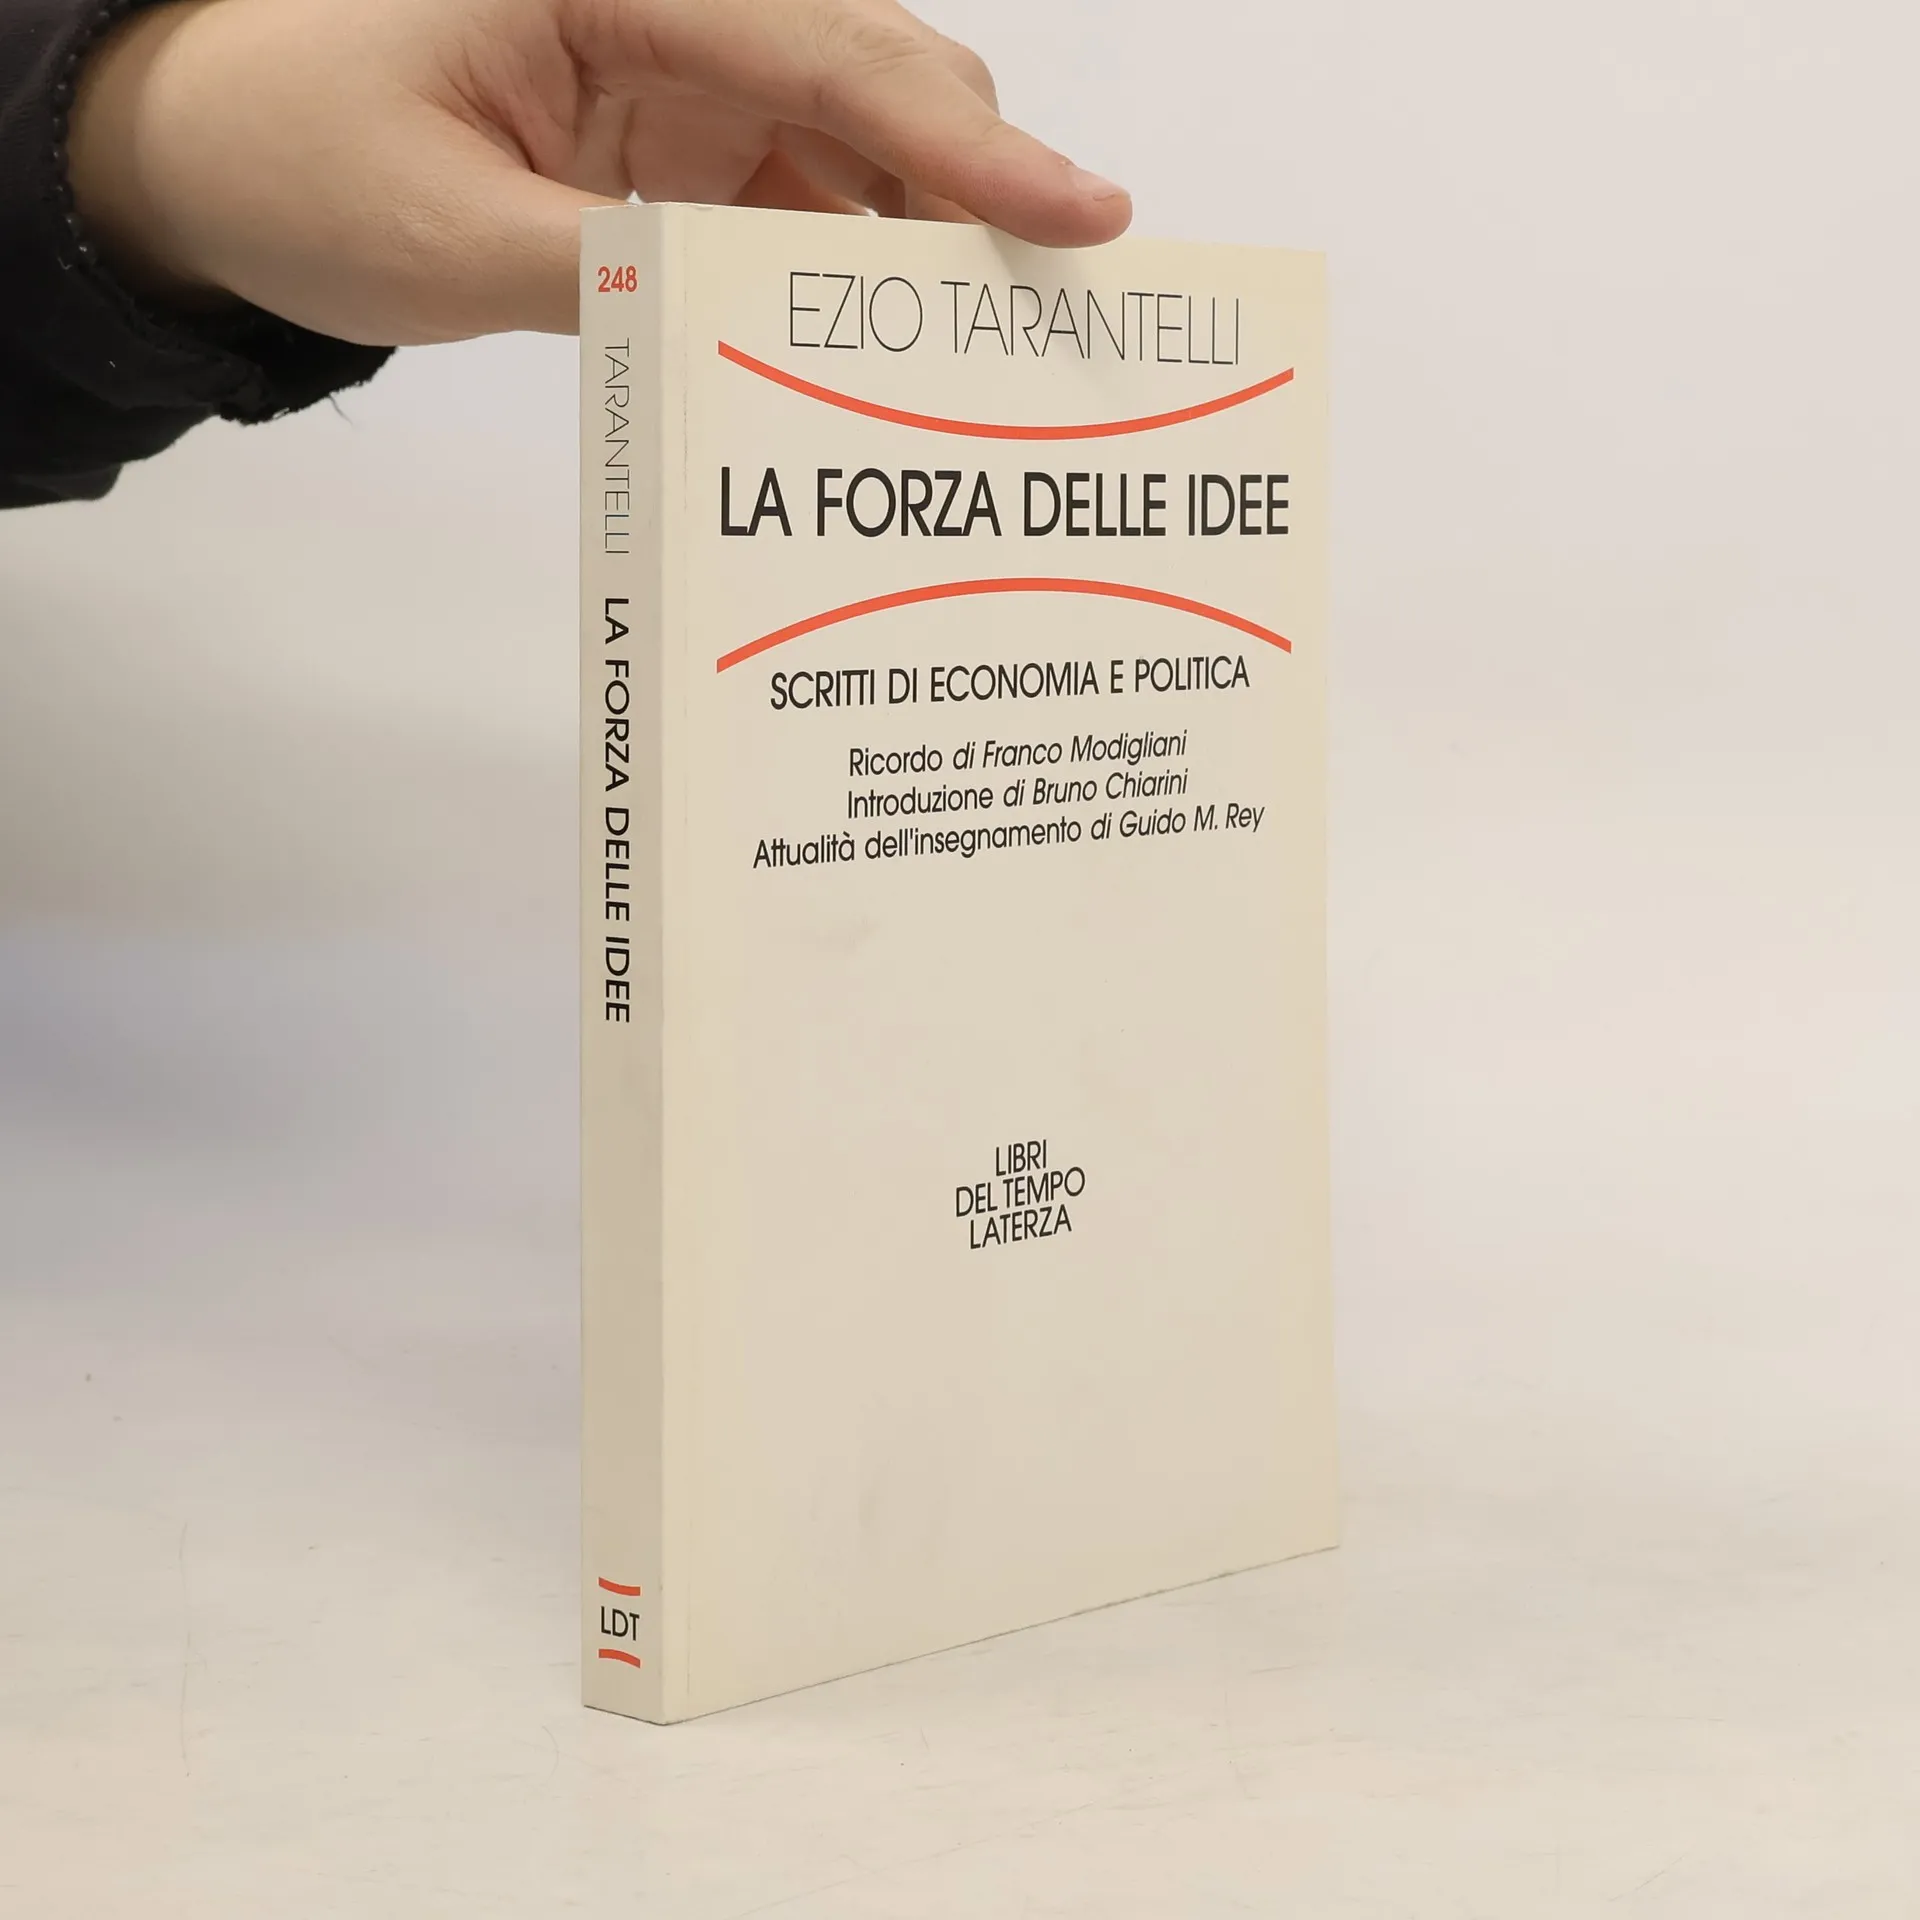 248
TARANTELLI LA FORZA DELLE IDEE
LDT
EZIO TARANTELLI
LA FORZA DELLE IDEE
SCRITTI DI ECONOMIA E POLITICA
Ricordo di Franco Modigliani
Introduzione di Bruno Chiarini
Attualità dell'insegnamento di Guido M. Rey
LIBRI
DEL TEMPO
LATERZA